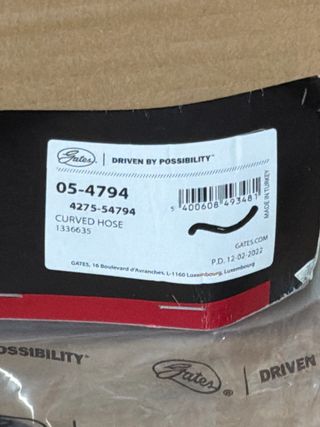 Gates
DRIVEN BY POSSIBILITY™
05-4794
4275-54794
CURVED HOSE
1336635
5 400608 493481
MADE IN TURKEY
GATES.COM
P.D. 12-02-2022
GATES, 16 Boulevard d'Avranches, L-1160 Luxembourg, Luxembourg
OSSIBILITY™
Gates®
DRIVEN